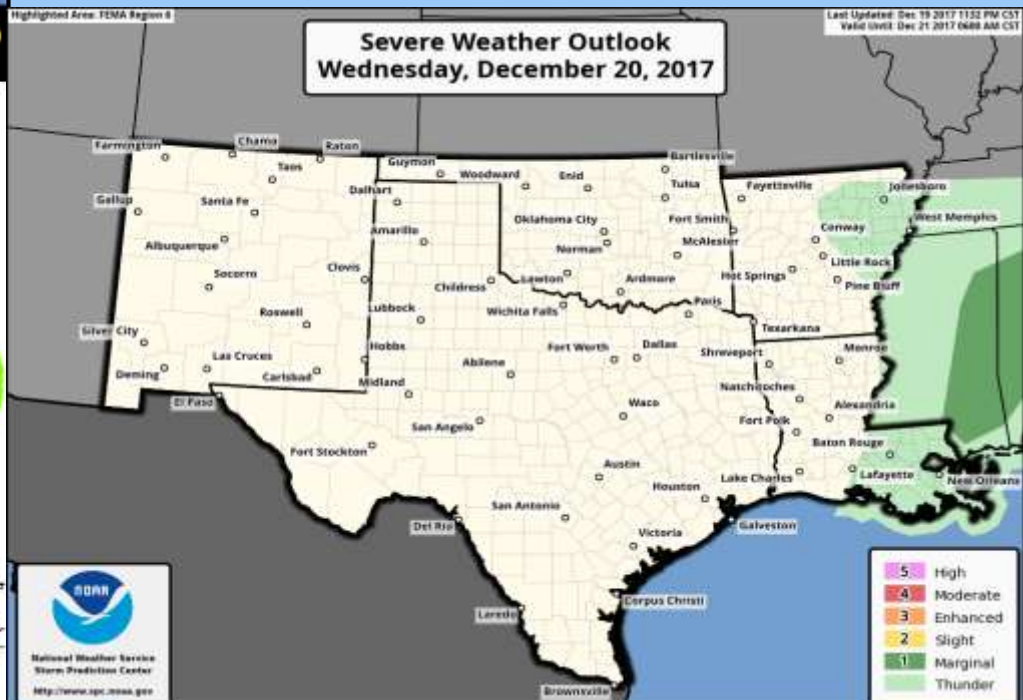 Highlighted Area: FEMA Region 6
Last Updated: Dec 19 2017 1132 PM CST
Valid Until: Dec 21 2017 0600 AM CST
Severe Weather Outlook
Wednesday, December 20, 2017
Farmington
Chama
Raton
Taos
Guymon
Woodward
Enid
Bartlesville
Tulsa
Fayetteville
Jonesboro
Gallup
Santa Fe
Dalhart
Oklahoma City
Fort Smith
West Memphis
Albuquerque
Amarillo
Norman
McAlester
Conway
Socorro
Clovis
Childress
Lawton
Ardmore
Hot Springs
Little Rock
Pine Bluff
Roswell
Lubbock
Wichita Falls
Paris
Texarkana
Silver City
Las Cruces
Hobbs
Fort Worth
Dallas
Shreveport
Monroe
Deming
Carlsbad
Midland
Abilene
Natchitoches
El Paso
San Angelo
Waco
Fort Polk
Alexandria
Fort Stockton
Austin
Baton Rouge
Lake Charles
Lafayette
New Orleans
Houston
San Antonio
Del Rio
Victoria
Galveston
Laredo
Corpus Christi
Brownsville
5 High
4 Moderate
3 Enhanced
2 Slight
1 Marginal
Thunder
NOAA
National Weather Service
Storm Prediction Center
http://www.spc.noaa.gov